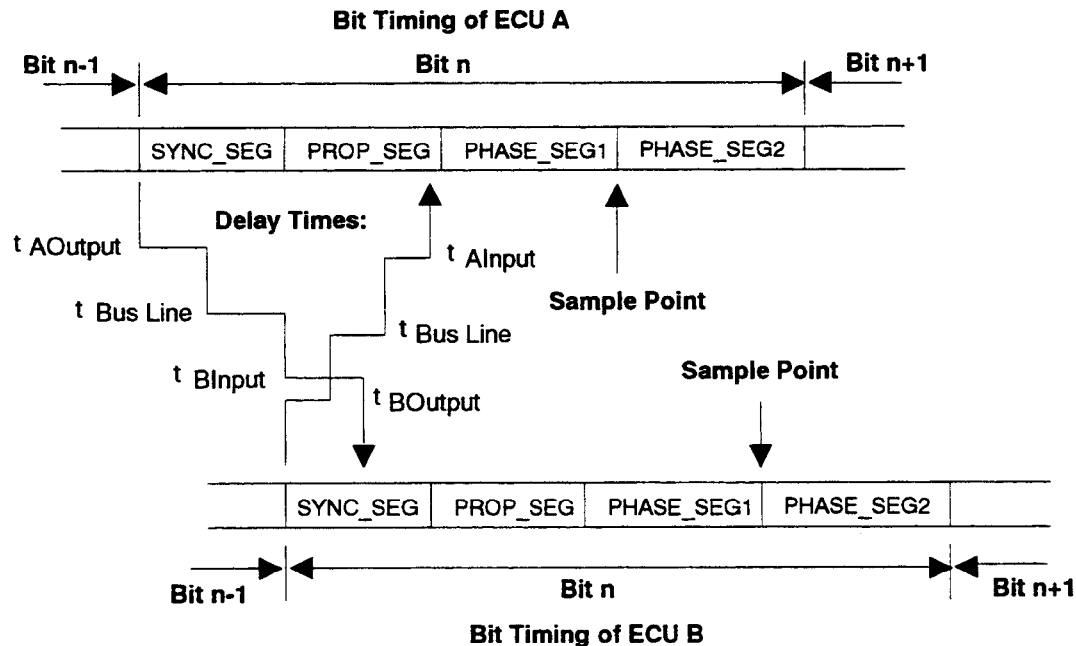 Bit Timing of ECU A
Bit n-1 Bit n Bit n+1
SYNC_SEG PROP_SEG PHASE_SEG1 PHASE_SEG2
Delay Times:
t AOutput
t AInput
Sample Point
t Bus Line
t Bus Line
Sample Point
t BInput
t BOutput
SYNC_SEG PROP_SEG PHASE_SEG1 PHASE_SEG2
Bit n-1 Bit n Bit n+1
Bit Timing of ECU B